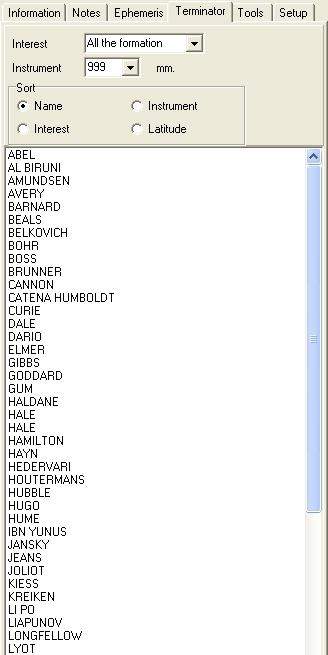 Information Notes Ephemeris Terminator Tools Setup
Interest All the formation
Instrument 999 mm.
Sort
Name Instrument
Interest Latitude
ABEL
AL BIRUNI
AMUNDSEN
AVERY
BARNARD
BEALS
BELKOVICH
BOHR
BOSS
BRUNNER
CANNON
CATENA HUMBOLDT
CURIE
DALE
DARIO
ELMER
GIBBS
GODDARD
GUM
HALDANE
HALE
HALE
HAMILTON
HAYN
HEDERVARI
HOUTERMANS
HUBBLE
HUGO
HUME
IBN YUNUS
JANSKY
JEANS
JOLIOT
KIESS
KREIKEN
LI PO
LIAPUNOV
LONGFELLOW
LYOT